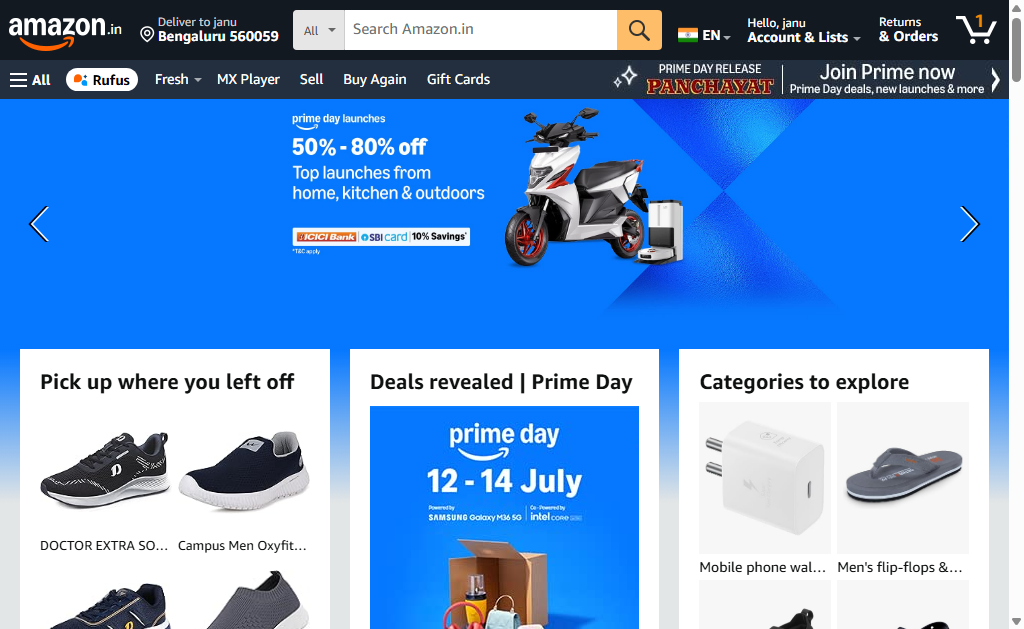 amazon.in
Deliver to janu
Bengaluru 560059
All
Search Amazon.in
EN
Hello, janu
Account & Lists
Returns
& Orders
1
All
Rufus
Fresh
MX Player
Sell
Buy Again
Gift Cards
PRIME DAY RELEASE
PANCHAYAT
Join Prime now
Prime Day deals, new launches & more
prime day launches
50% - 80% off
Top launches from
home, kitchen & outdoors
ICICI Bank SBI card 10% Savings*
*T&C apply
Pick up where you left off
DOCTOR EXTRA SO...
Campus Men Oxyfit...
Deals revealed | Prime Day
prime day
12 - 14 July
Powered by
SAMSUNG Galaxy M36 5G
Co - Powered by
intel core
Categories to explore
Mobile phone wal...
Men's flip-flops &...